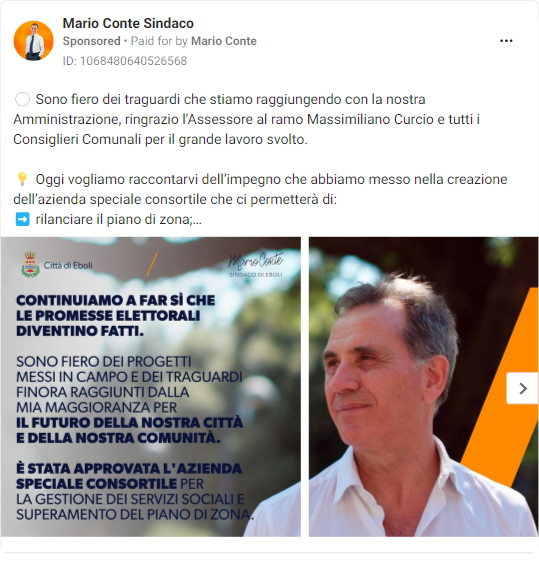 Mario Conte Sindaco
Sponsored • Paid for by Mario Conte
ID: 1068480640526568
Sono fiero dei traguardi che stiamo raggiungendo con la nostra
Amministrazione, ringrazio l'Assessore al ramo Massimiliano Curcio e tutti i
Consiglieri Comunali per il grande lavoro svolto.
Oggi vogliamo raccontarvi dell'impegno che abbiamo messo nella creazione
dell'azienda speciale consortile che ci permetterà di:
➡️ rilanciare il piano di zona;...
Città di Eboli
Mario Conte
SINDACO DI EBOLI
CONTINUIAMO A FAR SÌ CHE
LE PROMESSE ELETTORALI
DIVENTINO FATTI.
SONO FIERO DEI PROGETTI
MESSI IN CAMPO E DEI TRAGUARDI
FINORA RAGGIUNTI DALLA
MIA MAGGIORANZA PER
IL FUTURO DELLA NOSTRA CITTÀ
E DELLA NOSTRA COMUNITÀ.
È STATA APPROVATA L'AZIENDA
SPECIALE CONSORTILE PER
LA GESTIONE DEI SERVIZI SOCIALI E
SUPERAMENTO DEL PIANO DI ZONA.